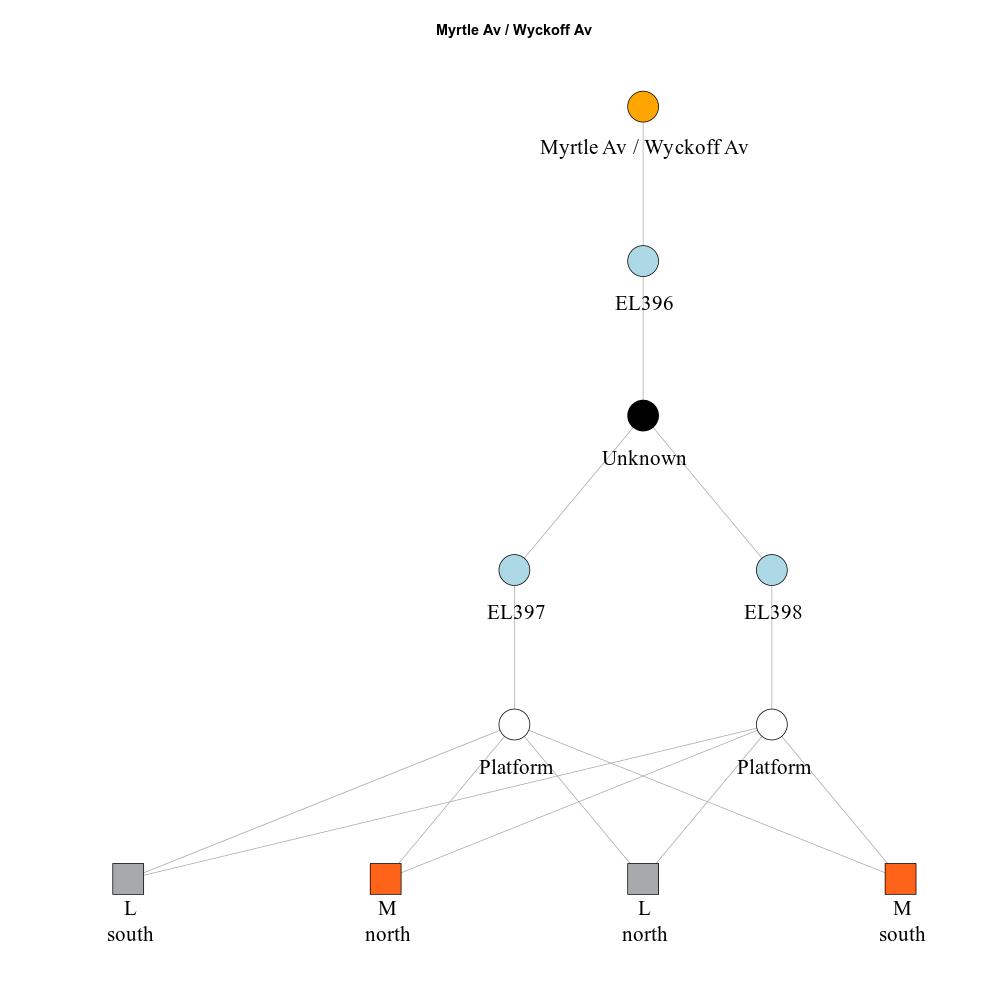 Myrtle Av / Wyckoff Av
Myrtle Av / Wyckoff Av
EL396
Unknown
EL397
EL398
Platform
Platform
L
south
M
north
L
north
M
south